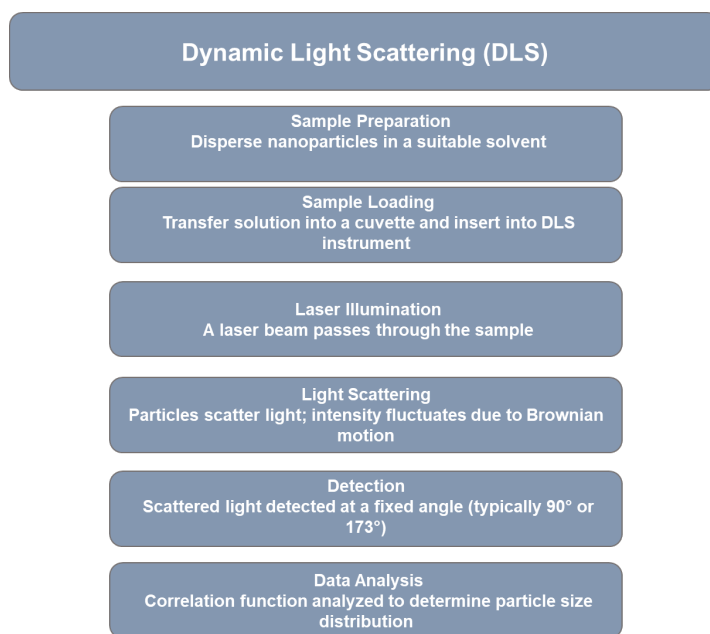 Dynamic Light Scattering (DLS)
Sample Preparation
Disperse nanoparticles in a suitable solvent
Sample Loading
Transfer solution into a cuvette and insert into DLS
instrument
Laser Illumination
A laser beam passes through the sample
Light Scattering
Particles scatter light; intensity fluctuates due to Brownian
motion
Detection
Scattered light detected at a fixed angle (typically 90° or
173°)
Data Analysis
Correlation function analyzed to determine particle size
distribution